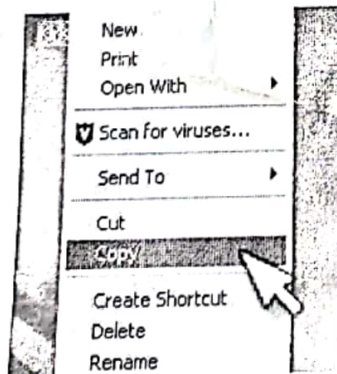 New
Print
Open With
Scan for viruses...
Send To
Cut
Copy
Create Shortcut
Delete
Rename